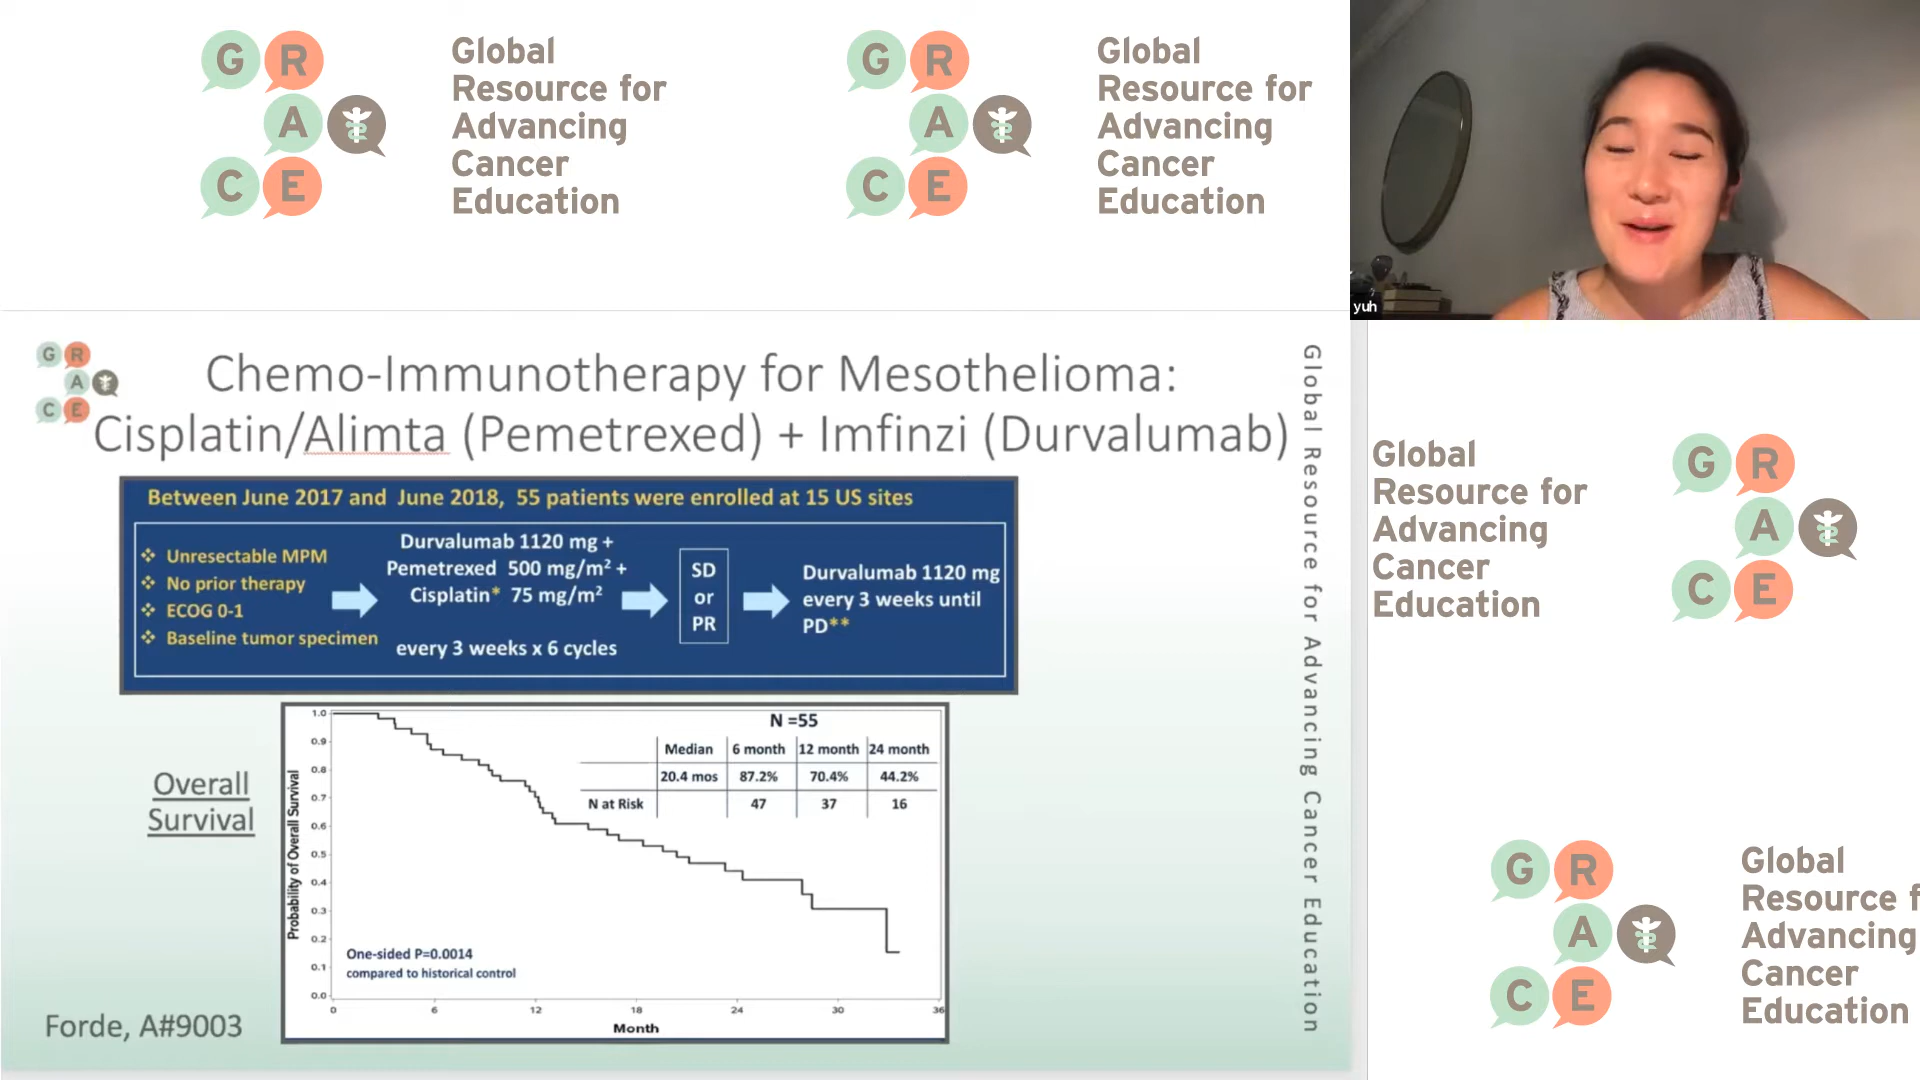 G R
A
C E
Global
Resource for
Advancing
Cancer
Education
G R
A
C E
Global
Resource for
Advancing
Cancer
Education
yuh
G R
A
C E
Chemo-Immunotherapy for Mesothelioma:
Cisplatin/Alimta (Pemetrexed) + Imfinzi (Durvalumab)
Between June 2017 and June 2018, 55 patients were enrolled at 15 US sites
❖ Unresectable MPM
❖ No prior therapy
❖ ECOG 0-1
❖ Baseline tumor specimen
Durvalumab 1120 mg +
Pemetrexed 500 mg/m² +
Cisplatin* 75 mg/m²
every 3 weeks x 6 cycles
SD
or
PR
Durvalumab 1120 mg
every 3 weeks until
PD**
Overall
Survival
Probability of Overall Survival
1.0
0.9
0.8
0.7
0.6
0.5
0.4
0.3
0.2
0.1
0.0
N =55
Median 6 month 12 month 24 month
20.4 mos 87.2% 70.4% 44.2%
N at Risk 47 37 16
One-sided P=0.0014
compared to historical control
0 6 12 18 24 30 36
Month
Forde, A#9003
Global Resource for Advancing Cancer Education
Global
Resource for
Advancing
Cancer
Education
G R
A
C E
G R
A
C E
Global
Resource f
Advancing
Cancer
Education